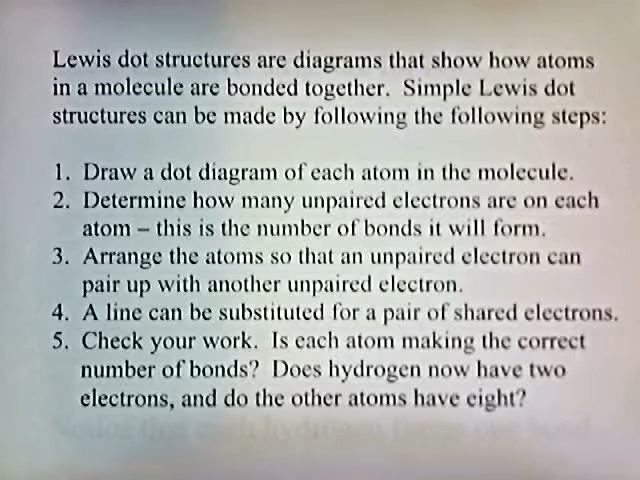 Lewis dot structures are diagrams that show how atoms
in a molecule are bonded together. Simple Lewis dot
structures can be made by following the following steps:
1. Draw a dot diagram of each atom in the molecule.
2. Determine how many unpaired electrons are on each
atom – this is the number of bonds it will form.
3. Arrange the atoms so that an unpaired electron can
pair up with another unpaired electron.
4. A line can be substituted for a pair of shared electrons.
5. Check your work. Is each atom making the correct
number of bonds? Does hydrogen now have two
electrons, and do the other atoms have eight?